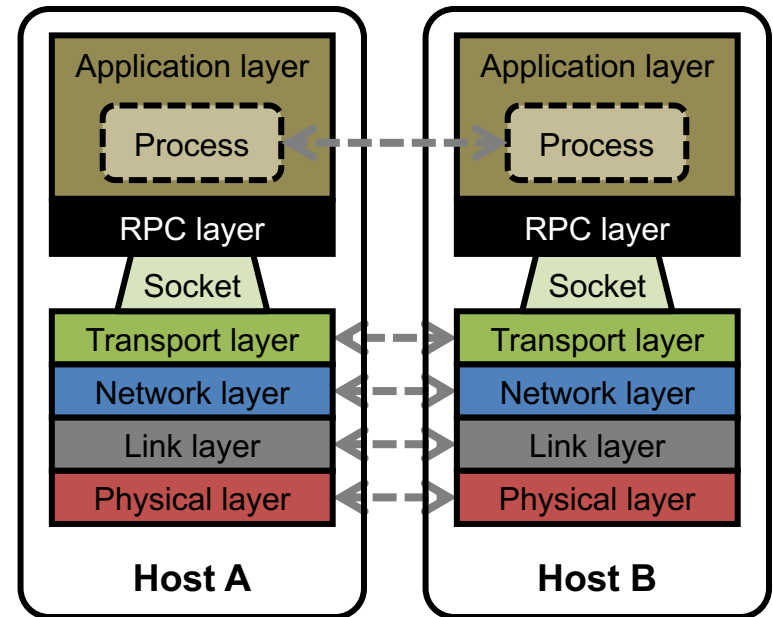 Application layer
Process
RPC layer
Socket
Transport layer
Network layer
Link layer
Physical layer
Host A
Application layer
Process
RPC layer
Socket
Transport layer
Network layer
Link layer
Physical layer
Host B